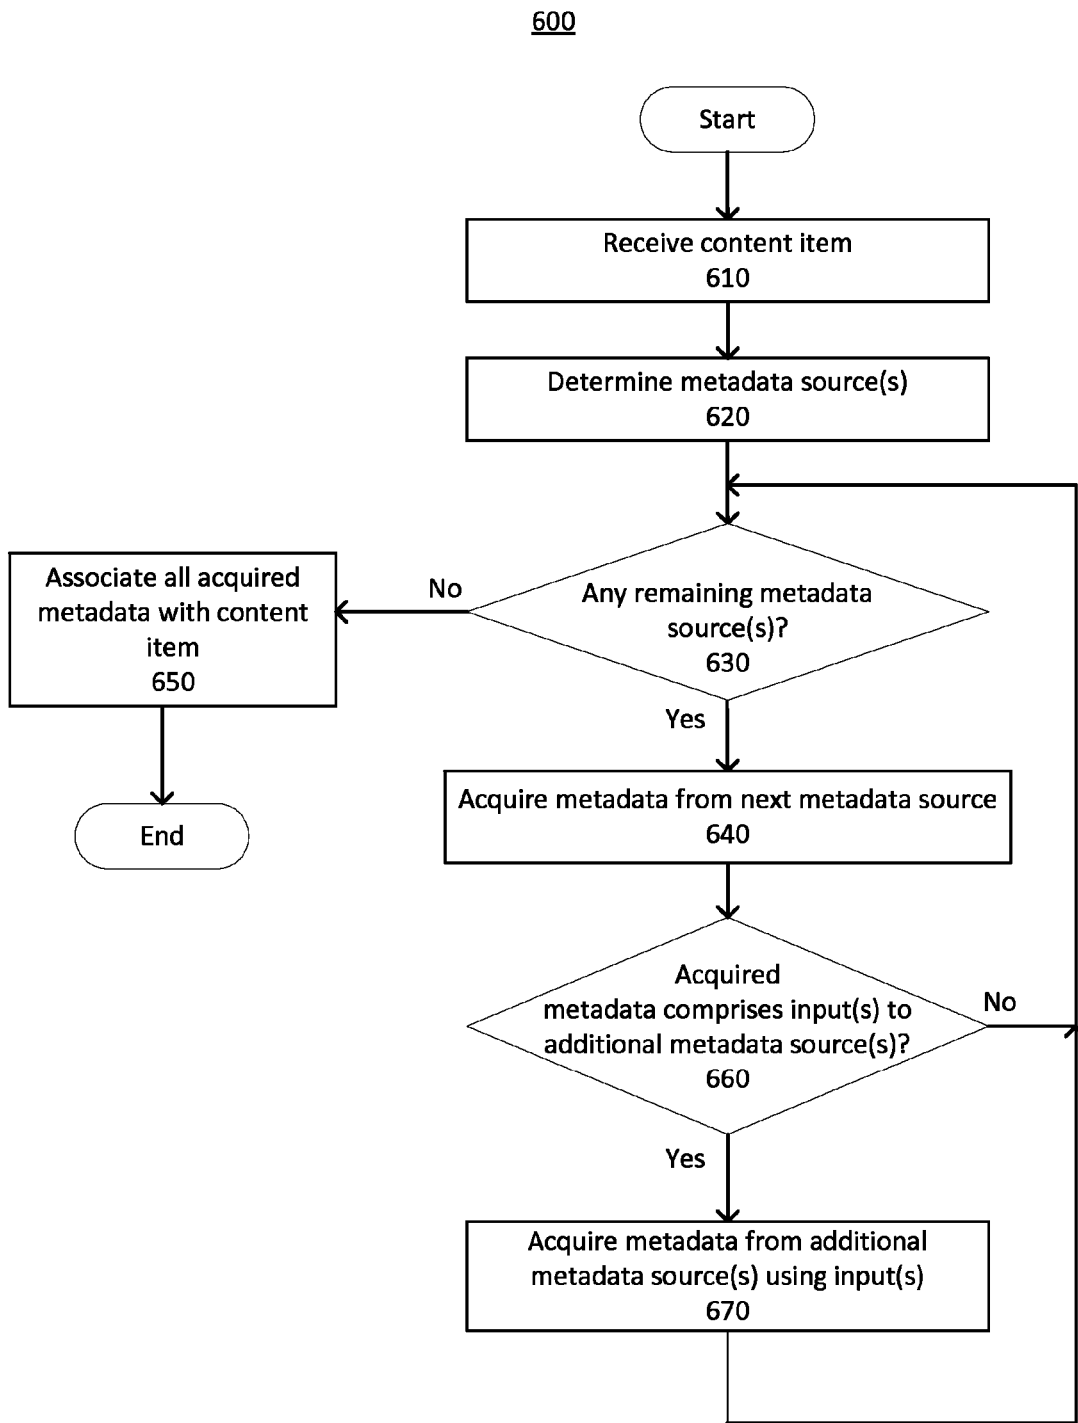 600
Start
Receive content item
610
Determine metadata source(s)
620
Any remaining metadata
source(s)?
630
No
Associate all acquired
metadata with content
item
650
End
Yes
Acquire metadata from next metadata source
640
Acquired
metadata comprises input(s) to
additional metadata source(s)?
660
No
Yes
Acquire metadata from additional
metadata source(s) using input(s)
670